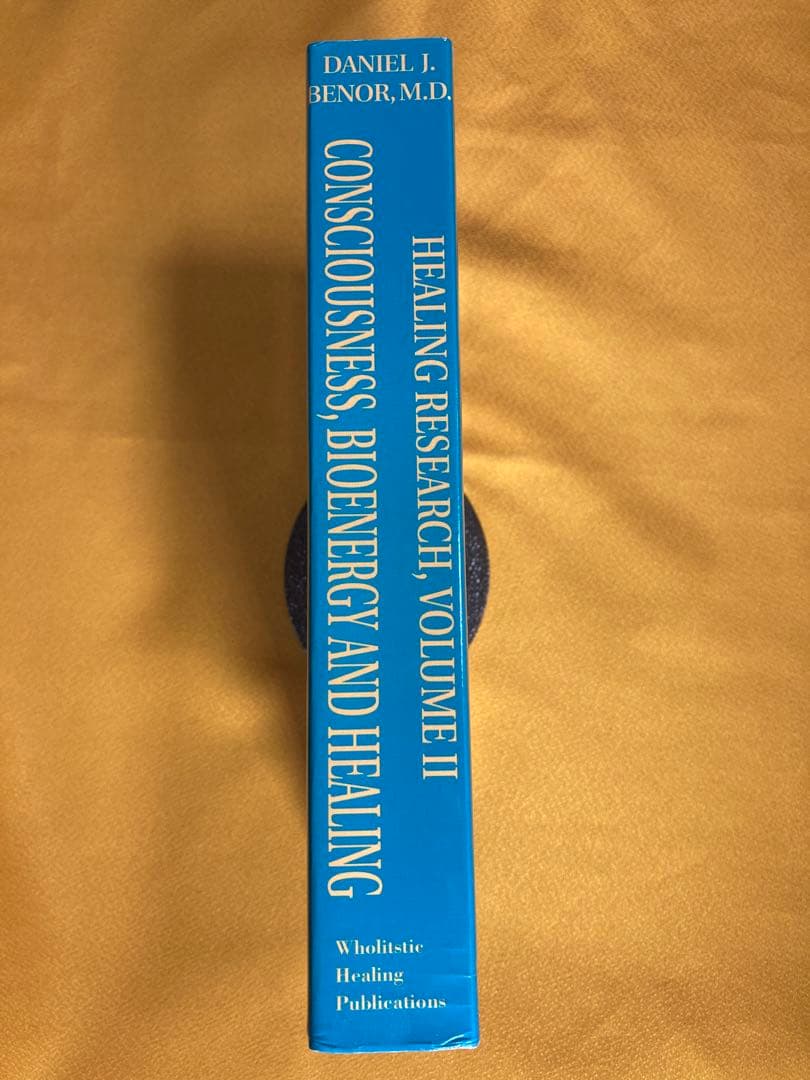 DANIEL J.
BENOR, M.D.
HEALING RESEARCH, VOLUME II
CONSCIOUSNESS, BIOENERGY AND HEALING
Wholitstic
Healing
Publications